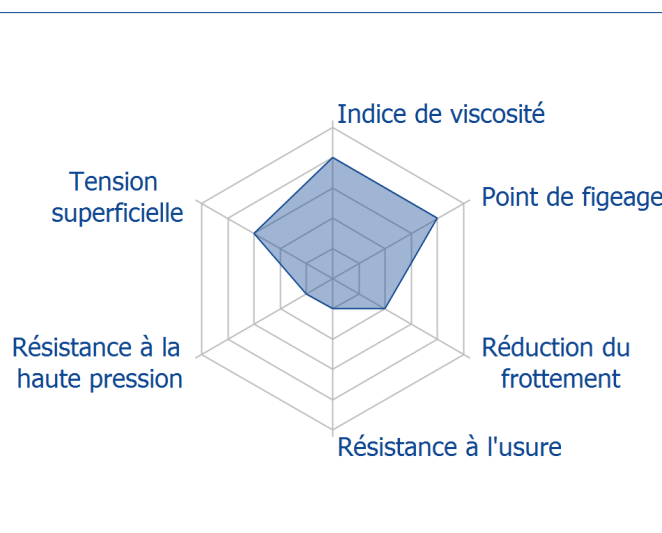 Indice de viscosité
Tension
superficielle
Point de figeage
Résistance à la
haute pression
Réduction du
frottement
Résistance à l'usure